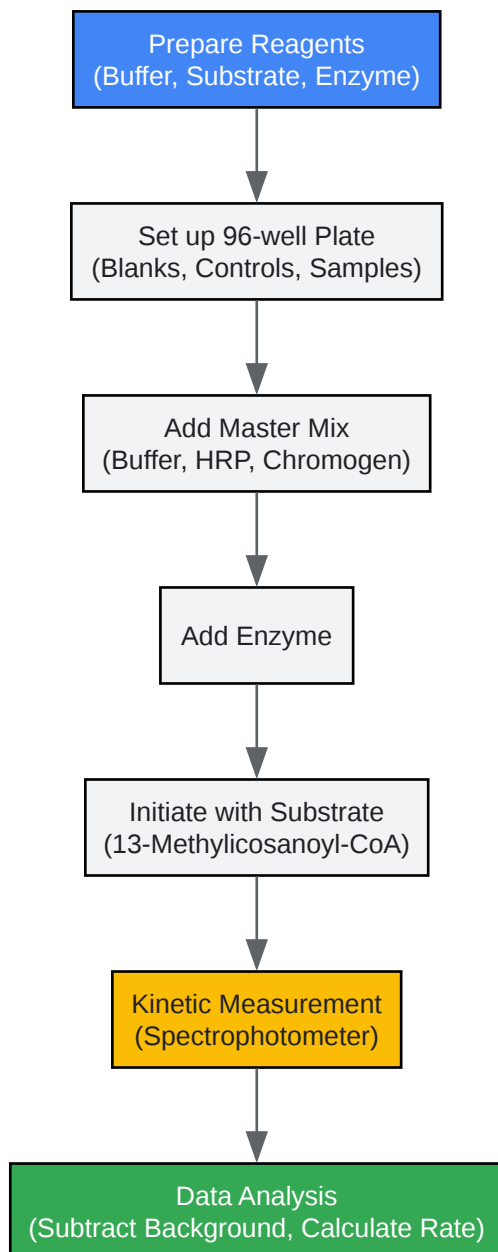 Prepare Reagents
(Buffer, Substrate, Enzyme)
Set up 96-well Plate
(Blanks, Controls, Samples)
Add Master Mix
(Buffer, HRP, Chromogen)
Add Enzyme
Initiate with Substrate
(13-Methylicosanoyl-CoA)
Kinetic Measurement
(Spectrophotometer)
Data Analysis
(Subtract Background, Calculate Rate)